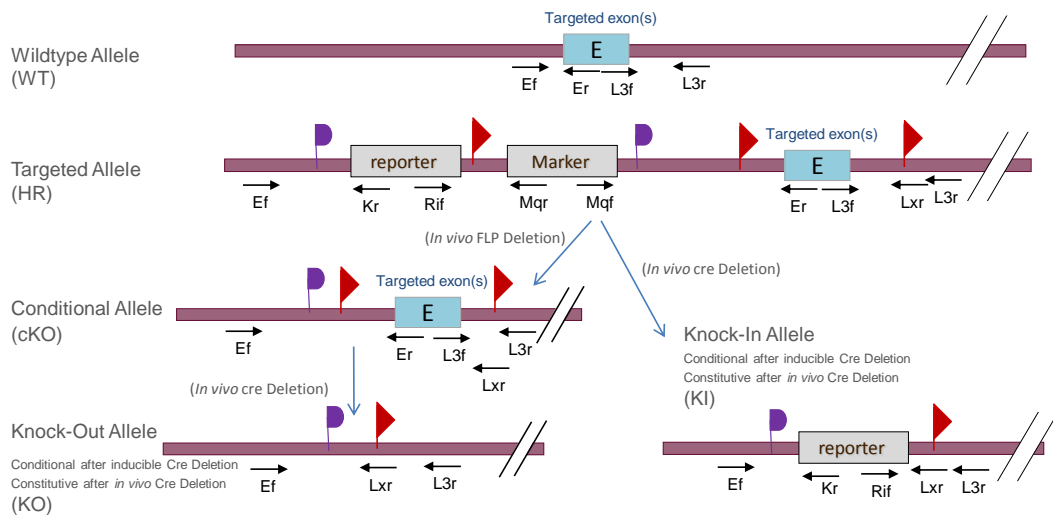 Targeted exon(s)
Wildtype Allele
(WT)
E
Ef
Er
L3f
L3r
Targeted exon(s)
Targeted Allele
(HR)
reporter
Marker
E
Ef
Kr
Rif
Mqr
Mqf
Er
L3f
Lxr
L3r
(In vivo FLP Deletion)
(In vivo cre Deletion)
Targeted exon(s)
Conditional Allele
(cKO)
E
Ef
Er
L3f
L3r
Lxr
Knock-In Allele
Conditional after inducible Cre Deletion
Constitutive after in vivo Cre Deletion
(KI)
(In vivo cre Deletion)
Knock-Out Allele
Conditional after inducible Cre Deletion
Constitutive after in vivo Cre Deletion
(KO)
Ef
Lxr
L3r
reporter
Ef
Kr
Rif
Lxr
L3r